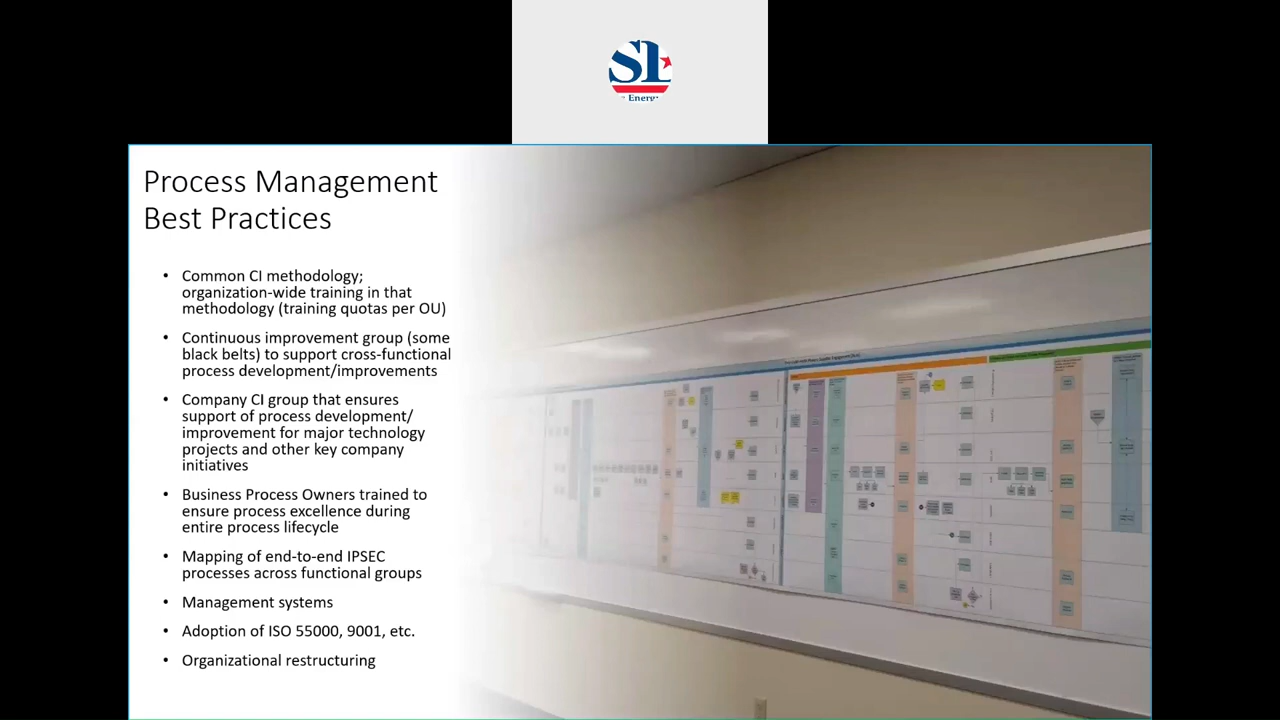 SE
Energy
Process Management
Best Practices
• Common CI methodology;
organization-wide training in that
methodology (training quotas per OU)
• Continuous improvement group (some
black belts) to support cross-functional
process development/improvements
• Company CI group that ensures
support of process development/
improvement for major technology
projects and other key company
initiatives
• Business Process Owners trained to
ensure process excellence during
entire process lifecycle
• Mapping of end-to-end IPSEC
processes across functional groups
• Management systems
• Adoption of ISO 55000, 9001, etc.
• Organizational restructuring